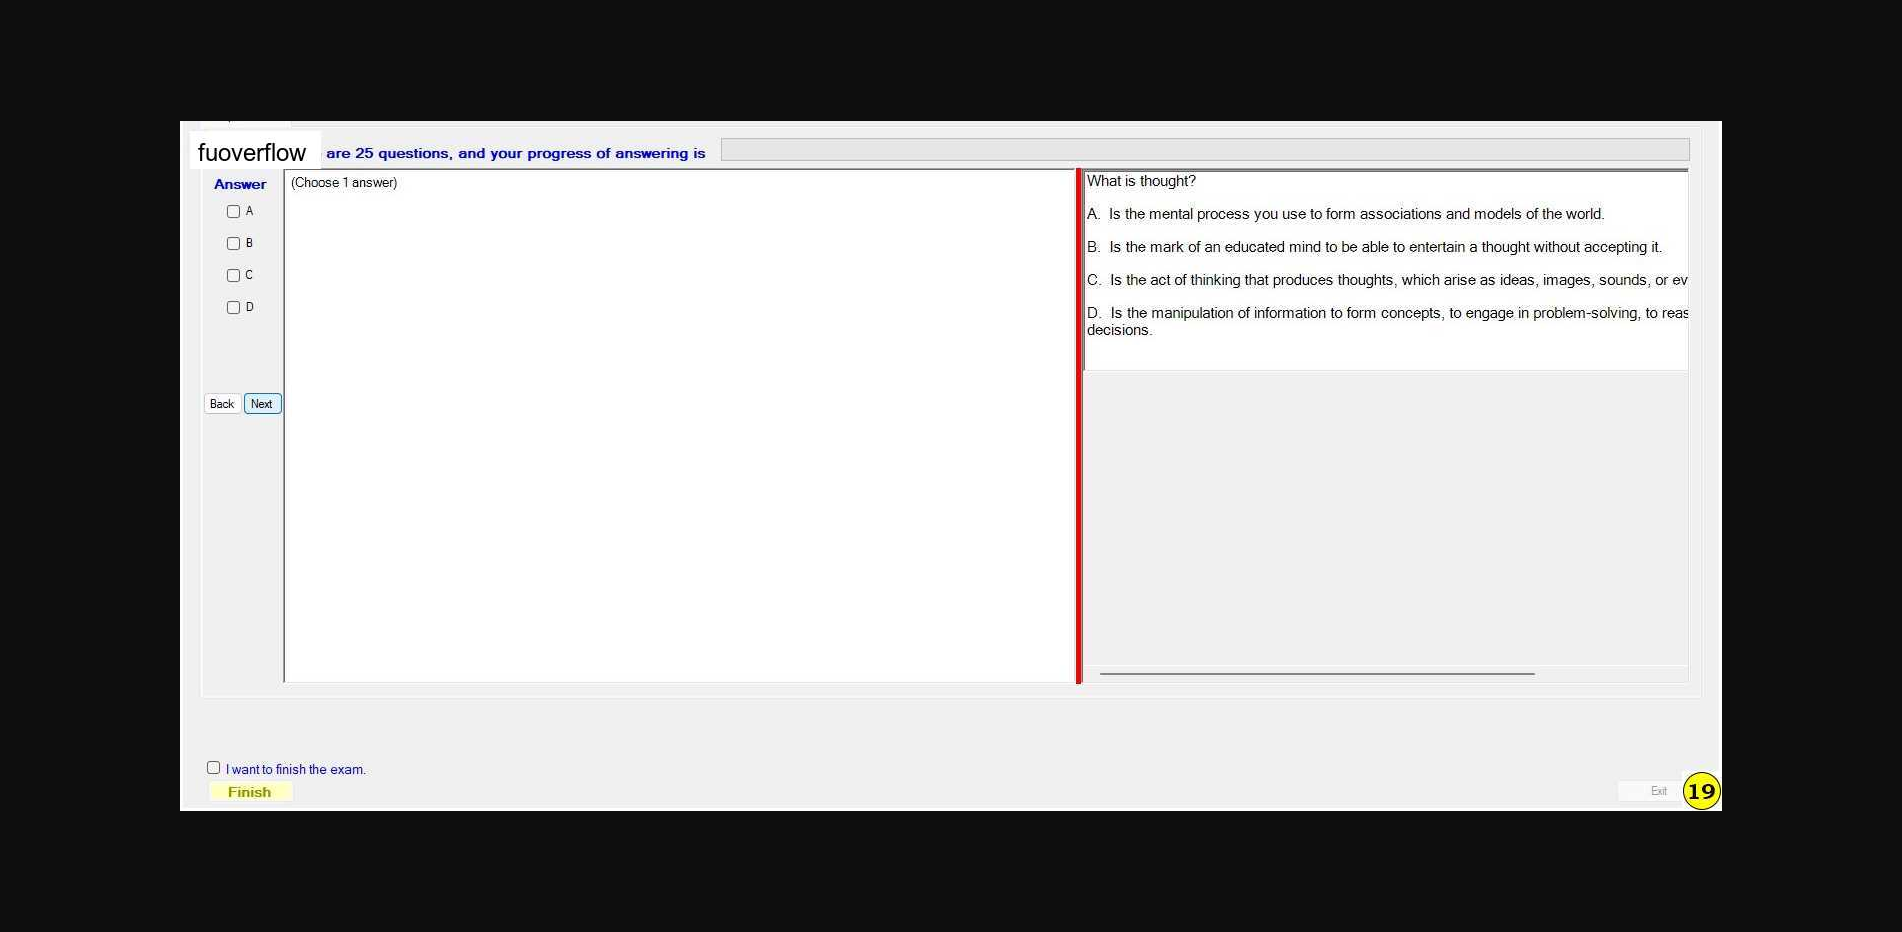 fuoverflow are 25 questions, and your progress of answering is
Answer
A
B
C
D
Back Next
(Choose 1 answer)
What is thought?
A. Is the mental process you use to form associations and models of the world.
B. Is the mark of an educated mind to be able to entertain a thought without accepting it.
C. Is the act of thinking that produces thoughts, which arise as ideas, images, sounds, or ev
D. Is the manipulation of information to form concepts, to engage in problem-solving, to reas
decisions.
I want to finish the exam.
Finish
Exit
19